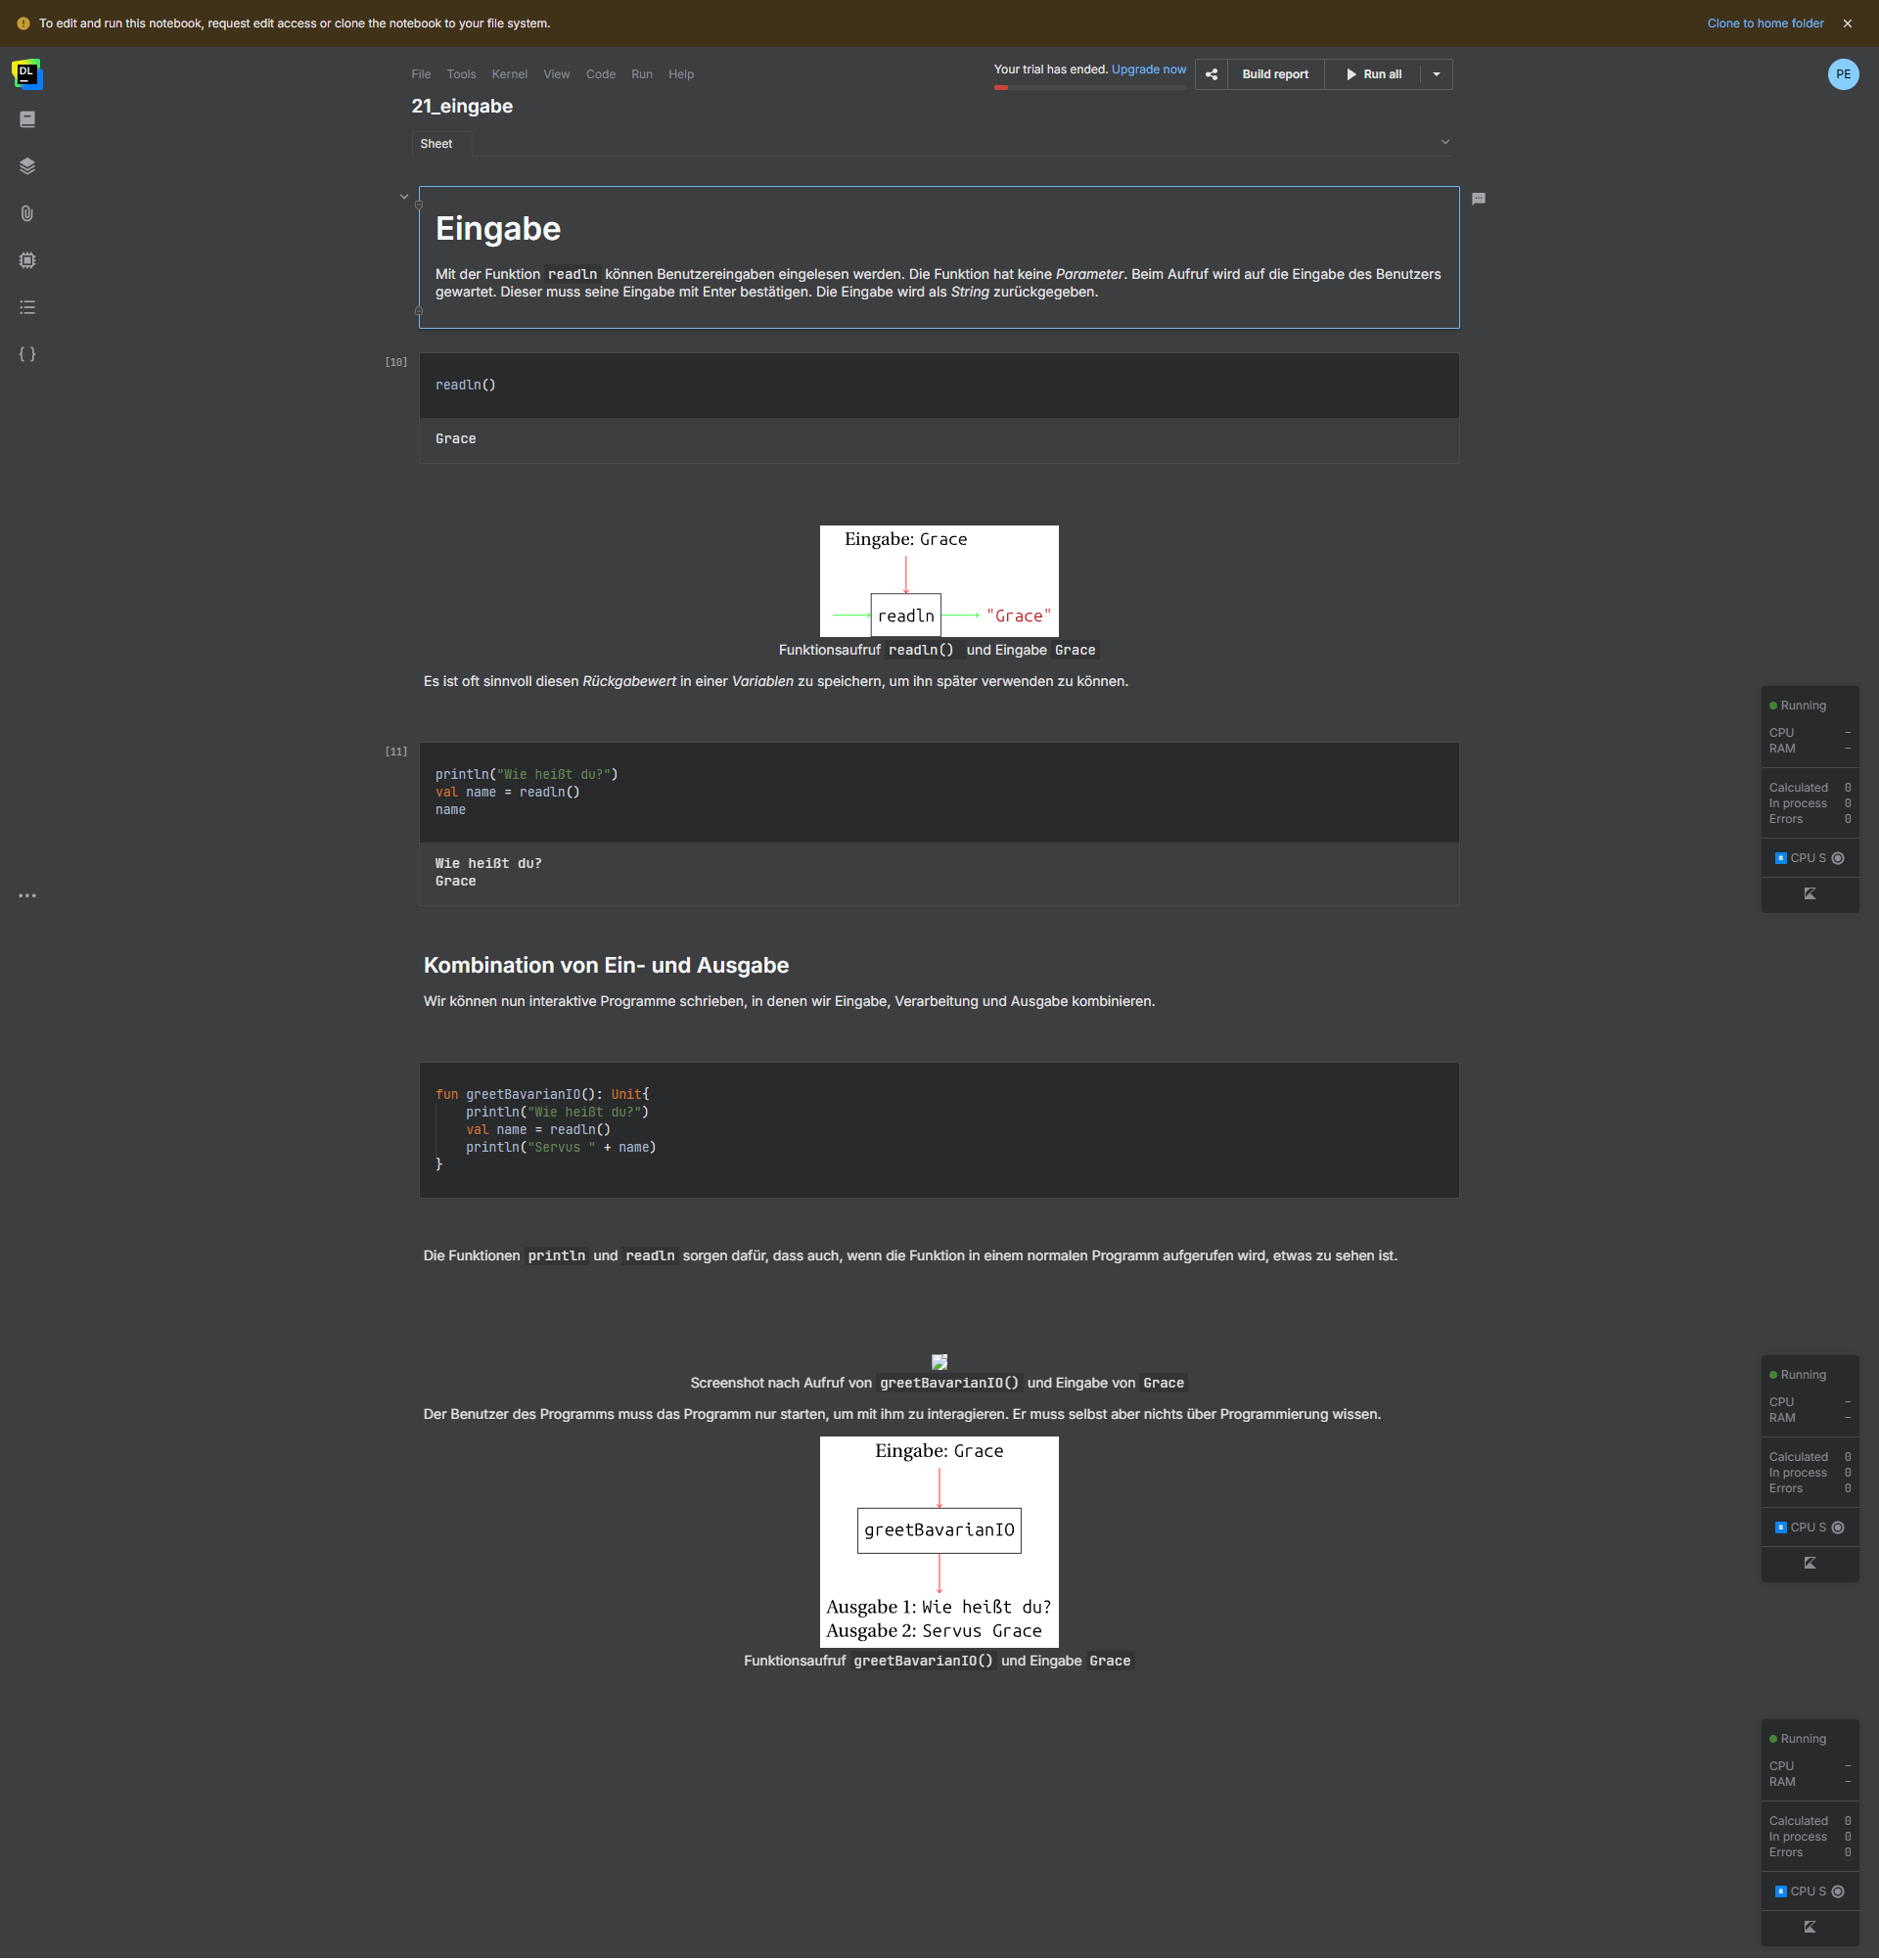 To edit and run this notebook, request edit access or clone the notebook to your file system.
Clone to home folder
DL
File Tools Kernel View Code Run Help
Your trial has ended. Upgrade now
Build report
Run all
PE
21_eingabe
Sheet
Eingabe
Mit der Funktion readln können Benutzereingaben eingelesen werden. Die Funktion hat keine Parameter. Beim Aufruf wird auf die Eingabe des Benutzers
gewartet. Dieser muss seine Eingabe mit Enter bestätigen. Die Eingabe wird als String zurückgegeben.
[10]
readln()
Grace
Eingabe: Grace
readln
"Grace"
Funktionsaufruf readln() und Eingabe Grace
Es ist oft sinnvoll diesen Rückgabewert in einer Variablen zu speichern, um ihn später verwenden zu können.
Running
CPU –
RAM –
Calculated 0
In process 0
Errors 0
S CPU S
[11]
println("Wie heißt du?")
val name = readln()
name
Wie heißt du?
Grace
Kombination von Ein- und Ausgabe
Wir können nun interaktive Programme schrieben, in denen wir Eingabe, Verarbeitung und Ausgabe kombinieren.
fun greetBavarianIO(): Unit{
println("Wie heißt du?")
val name = readln()
println("Servus " + name)
}
Die Funktionen println und readln sorgen dafür, dass auch, wenn die Funktion in einem normalen Programm aufgerufen wird, etwas zu sehen ist.
Screenshot nach Aufruf von greetBavarianIO() und Eingabe von Grace
Der Benutzer des Programms muss das Programm nur starten, um mit ihm zu interagieren. Er muss selbst aber nichts über Programmierung wissen.
Running
CPU –
RAM –
Calculated 0
In process 0
Errors 0
S CPU S
Eingabe: Grace
greetBavarianIO
Ausgabe 1: Wie heißt du?
Ausgabe 2: Servus Grace
Funktionsaufruf greetBavarianIO() und Eingabe Grace
Running
CPU –
RAM –
Calculated 0
In process 0
Errors 0
S CPU S